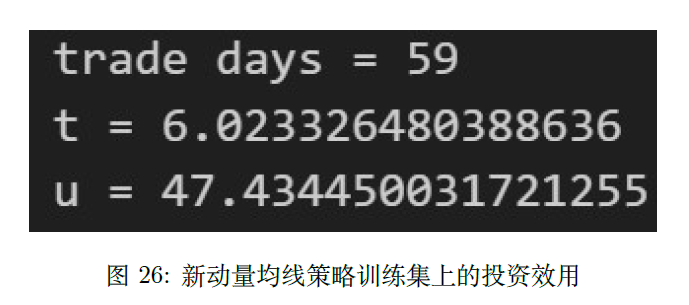 trade days = 59
t = 6.023326480388636
u = 47.434450031721255
图 26: 新动量均线策略训练集上的投资效用